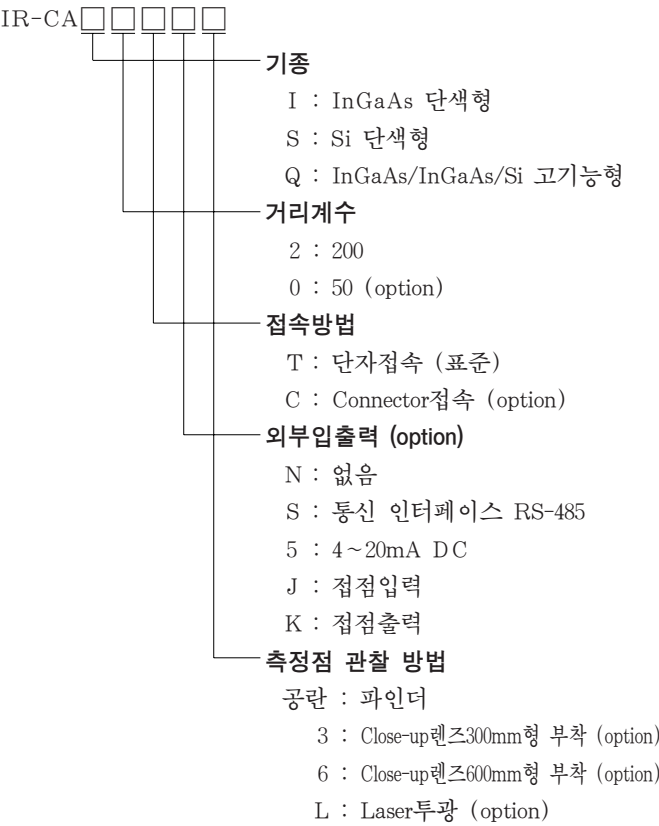 IR-CA□□□□□
기종
I : InGaAs 단색형
S : Si 단색형
Q : InGaAs/InGaAs/Si 고기능형
거리계수
2 : 200
0 : 50 (option)
접속방법
T : 단자접속 (표준)
C : Connector접속 (option)
외부입출력 (option)
N : 없음
S : 통신 인터페이스 RS-485
5 : 4~20mA DC
J : 접점입력
K : 접점출력
측정점 관찰 방법
공란 : 파인더
3 : Close-up렌즈300mm형 부착 (option)
6 : Close-up렌즈600mm형 부착 (option)
L : Laser투광 (option)